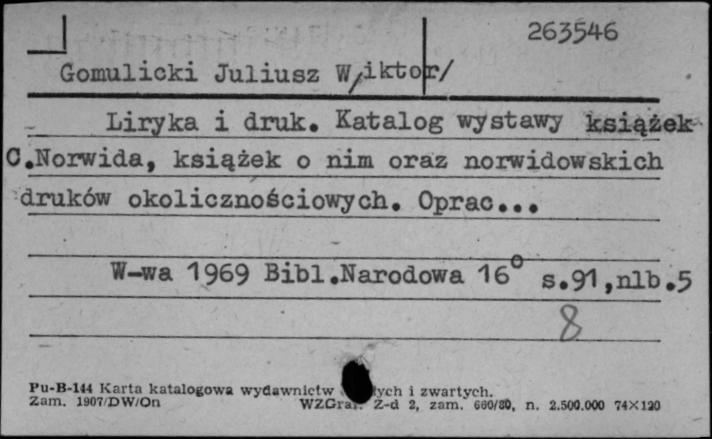 263546
Gomulicki Juliusz W/iktor/
Liryka i druk. Katalog wystawy książek
C.Norwida, książek o nim oraz norwidowskich
druków okolicznościowych. Oprac...
W-wa 1969 Bibl.Narodowa 16° s.91,nlb.5
8
Pu-B-144 Karta katalogowa wydawnictw i zwartych.
Zam. 1907/DW/On WZGraf. Z-d 2, zam. 660/80, n. 2.500.000 74×120